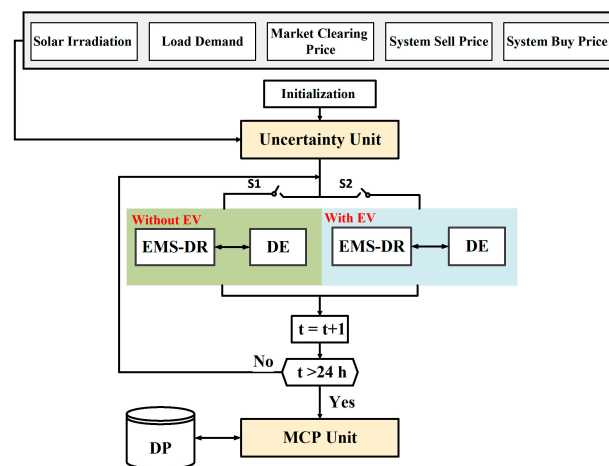 Solar Irradiation
Load Demand
Market Clearing
Price
System Sell Price
System Buy Price
Initialization
Uncertainty Unit
S1
S2
Without EV
With EV
EMS-DR
DE
EMS-DR
DE
t = t+1
No
t >24 h
Yes
DP
MCP Unit